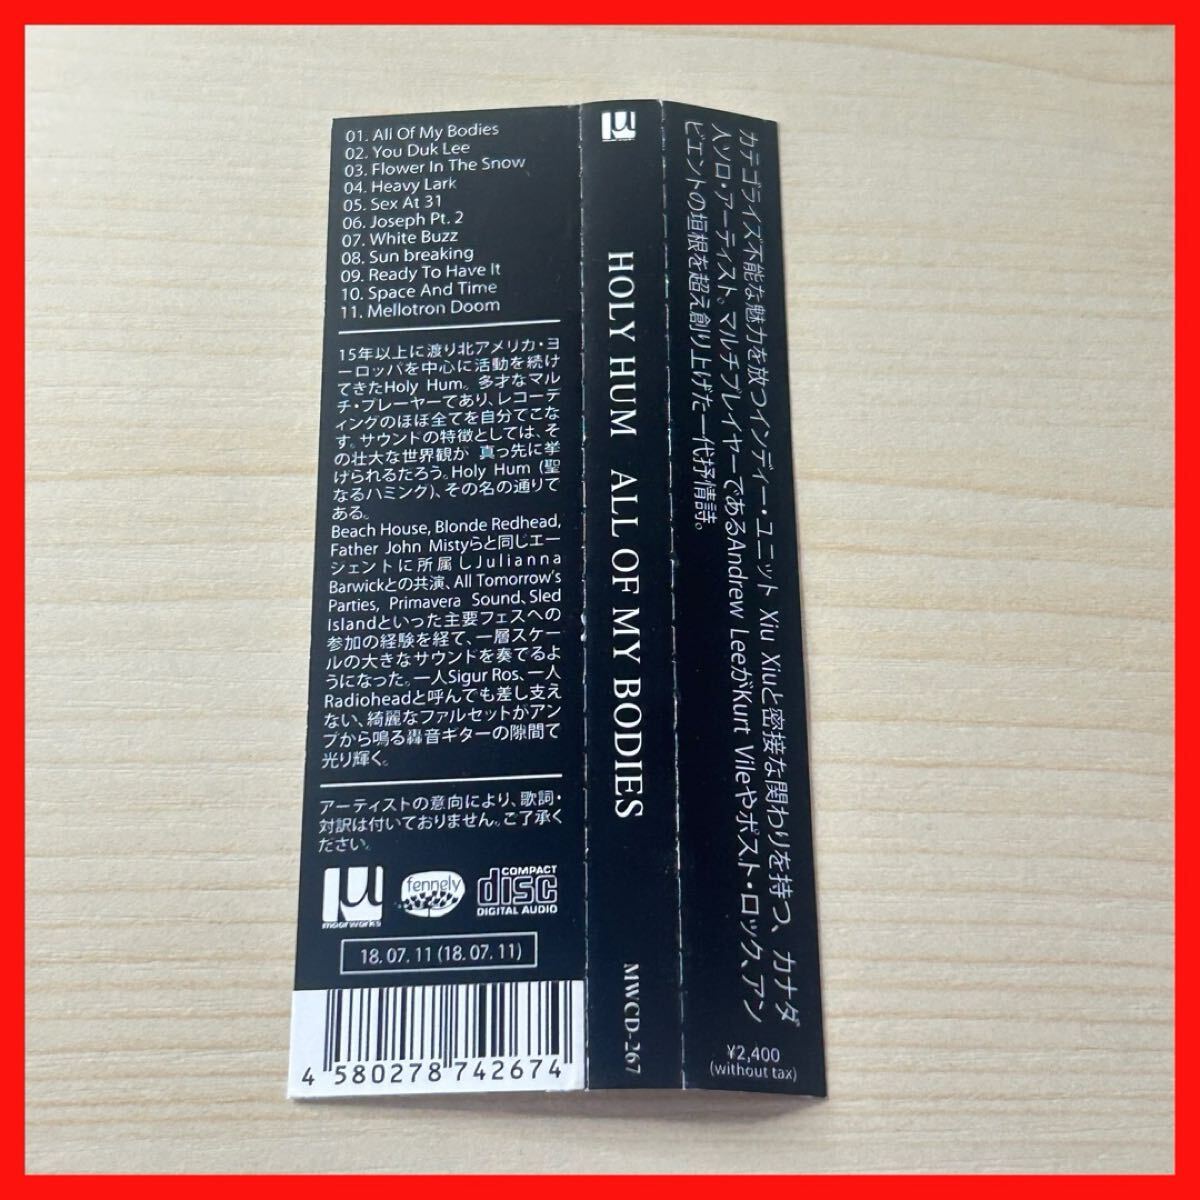 01. All Of My Bodies
02. You Duk Lee
03. Flower In The Snow
04. Heavy Lark
05. Sex At 31
06. Joseph Pt. 2
07. White Buzz
08. Sun breaking
09. Ready To Have It
10. Space And Time
11. Mellotron Doom
15年以上に渡り北アメリカ・ヨ
ーロッパを中心に活動を続け
てきたHoly Hum。多才なマル
チ・プレーヤーであり、レコーデ
ィングのほぼ全てを自分でこな
す。サウンドの特徴としては、そ
の壮大な世界観が 真っ先に挙
げられるだろう。Holy Hum (聖
なるハミング)、その名の通りで
ある。
Beach House, Blonde Redhead,
Father John Mistyらと同じエー
ジェントに所属しJulianna
Barwickとの共演、All Tomorrow's
Parties, Primavera Sound、Sled
Islandといった主要フェスへの
参加の経験を経て、一層スケー
ルの大きなサウンドを奏でるよ
うになった。一人Sigur Ros、一人
Radioheadと呼んでも差し支え
ない、綺麗なファルセットがアン
プから鳴る轟音ギターの隙間で
光り輝く。
アーティストの意向により、歌詞・
対訳は付いておりません。ご了承く
ださい。
μ
moorworks
fennely
COMPACT
disc
DIGITAL AUDIO
18. 07. 11 (18. 07. 11)
4 580278 742674
μ
HOLY HUM ALL OF MY BODIES
MWCD-267
カテゴライズ不能な魅力を放つインディー・ユニット Xiu Xiuと密接な関わりを持つ、カナダ
人ソロ・アーティスト。マルチプレイヤーであるAndrew LeeがKurt Vileやポスト・ロック、アン
ビエントの垣根を超え創り上げた一代抒情詩。
¥2,400
(without tax)